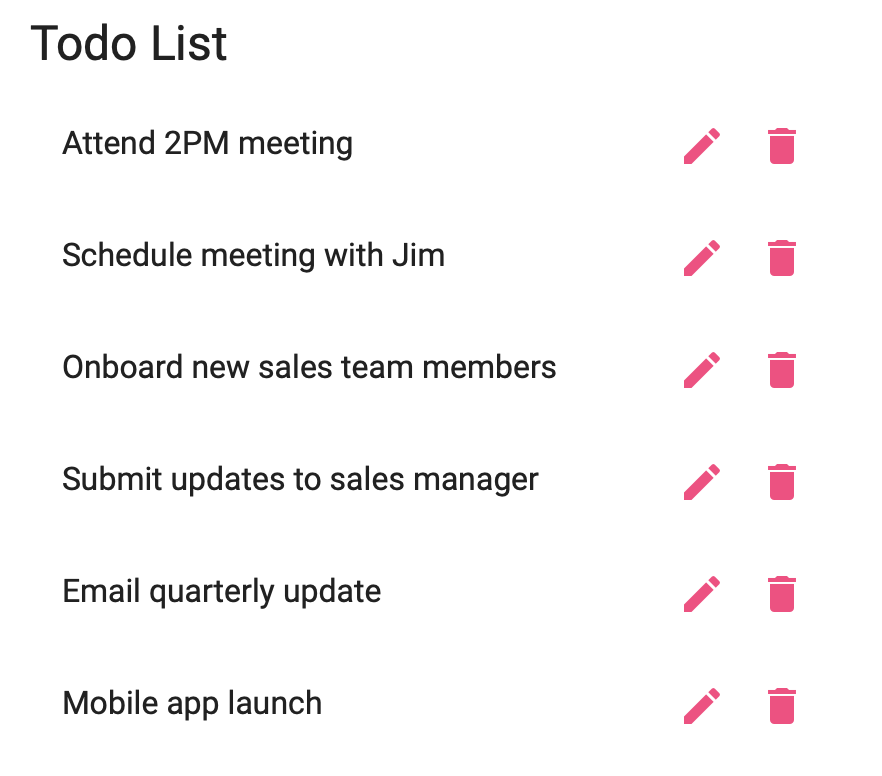 Todo List
Attend 2PM meeting
Schedule meeting with Jim
Onboard new sales team members
Submit updates to sales manager
Email quarterly update
Mobile app launch